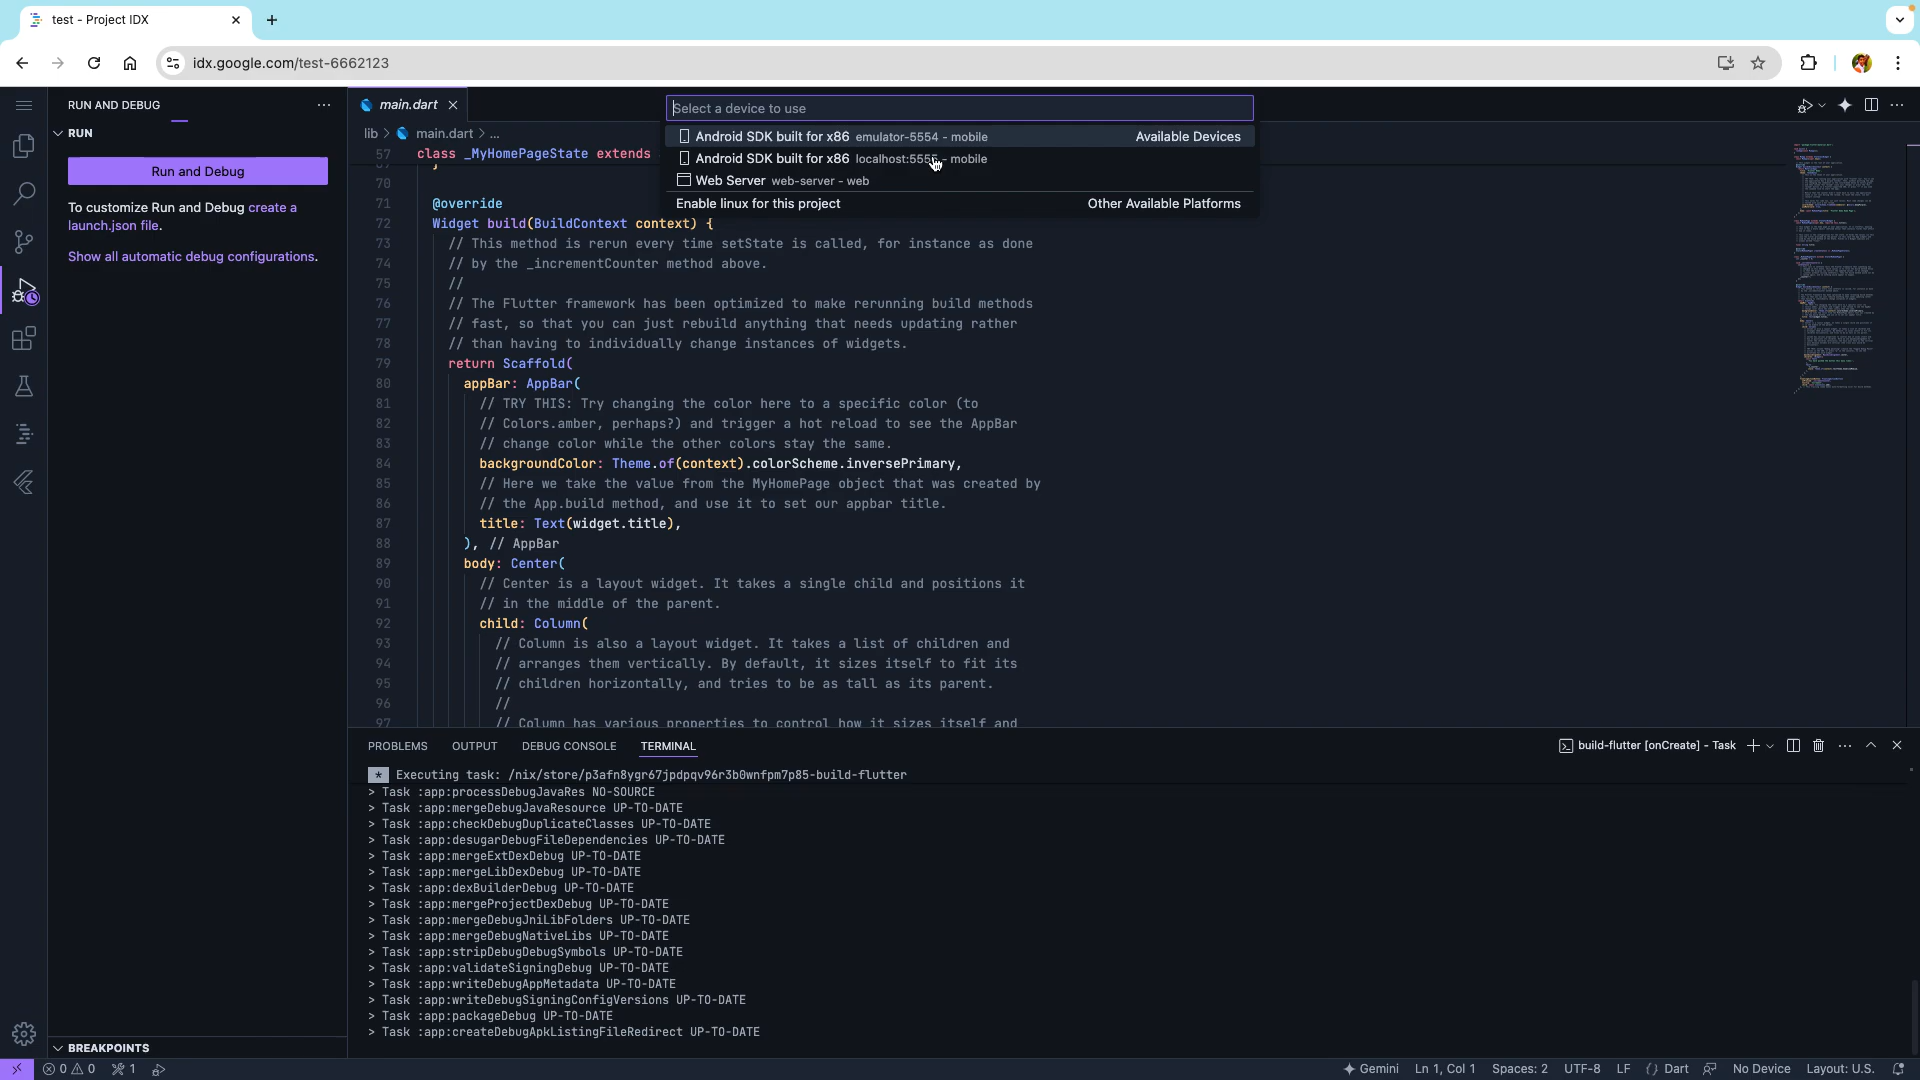 test - Project IDX
idx.google.com/test-6662123
RUN AND DEBUG
RUN
Run and Debug
To customize Run and Debug create a
launch.json file.
Show all automatic debug configurations.
BREAKPOINTS
main.dart
lib > main.dart > ...
Select a device to use
Android SDK built for x86 emulator-5554 - mobile Available Devices
Android SDK built for x86 localhost:5555 - mobile
Web Server web-server - web
Enable linux for this project Other Available Platforms
57 class _MyHomePageState extends
70
71 @override
72 Widget build(BuildContext context) {
73 // This method is rerun every time setState is called, for instance as done
74 // by the _incrementCounter method above.
75 //
76 // The Flutter framework has been optimized to make rerunning build methods
77 // fast, so that you can just rebuild anything that needs updating rather
78 // than having to individually change instances of widgets.
79 return Scaffold(
80 appBar: AppBar(
81 // TRY THIS: Try changing the color here to a specific color (to
82 // Colors.amber, perhaps?) and trigger a hot reload to see the AppBar
83 // change color while the other colors stay the same.
84 backgroundColor: Theme.of(context).colorScheme.inversePrimary,
85 // Here we take the value from the MyHomePage object that was created by
86 // the App.build method, and use it to set our appbar title.
87 title: Text(widget.title),
88 ), // AppBar
89 body: Center(
90 // Center is a layout widget. It takes a single child and positions it
91 // in the middle of the parent.
92 child: Column(
93 // Column is also a layout widget. It takes a list of children and
94 // arranges them vertically. By default, it sizes itself to fit its
95 // children horizontally, and tries to be as tall as its parent.
96 //
97 // Column has various properties to control how it sizes itself and
PROBLEMS OUTPUT DEBUG CONSOLE TERMINAL
build-flutter [onCreate] - Task
* Executing task: /nix/store/p3afn8ygr67jpdpqv96r3b0wnfpm7p85-build-flutter
> Task :app:processDebugJavaRes NO-SOURCE
> Task :app:mergeDebugJavaResource UP-TO-DATE
> Task :app:checkDebugDuplicateClasses UP-TO-DATE
> Task :app:desugarDebugFileDependencies UP-TO-DATE
> Task :app:mergeExtDexDebug UP-TO-DATE
> Task :app:mergeLibDexDebug UP-TO-DATE
> Task :app:dexBuilderDebug UP-TO-DATE
> Task :app:mergeProjectDexDebug UP-TO-DATE
> Task :app:mergeDebugJniLibFolders UP-TO-DATE
> Task :app:mergeDebugNativeLibs UP-TO-DATE
> Task :app:stripDebugDebugSymbols UP-TO-DATE
> Task :app:validateSigningDebug UP-TO-DATE
> Task :app:writeDebugAppMetadata UP-TO-DATE
> Task :app:writeDebugSigningConfigVersions UP-TO-DATE
> Task :app:packageDebug UP-TO-DATE
> Task :app:createDebugApkListingFileRedirect UP-TO-DATE
0 0 1
Gemini Ln 1, Col 1 Spaces: 2 UTF-8 LF {} Dart No Device Layout: U.S.